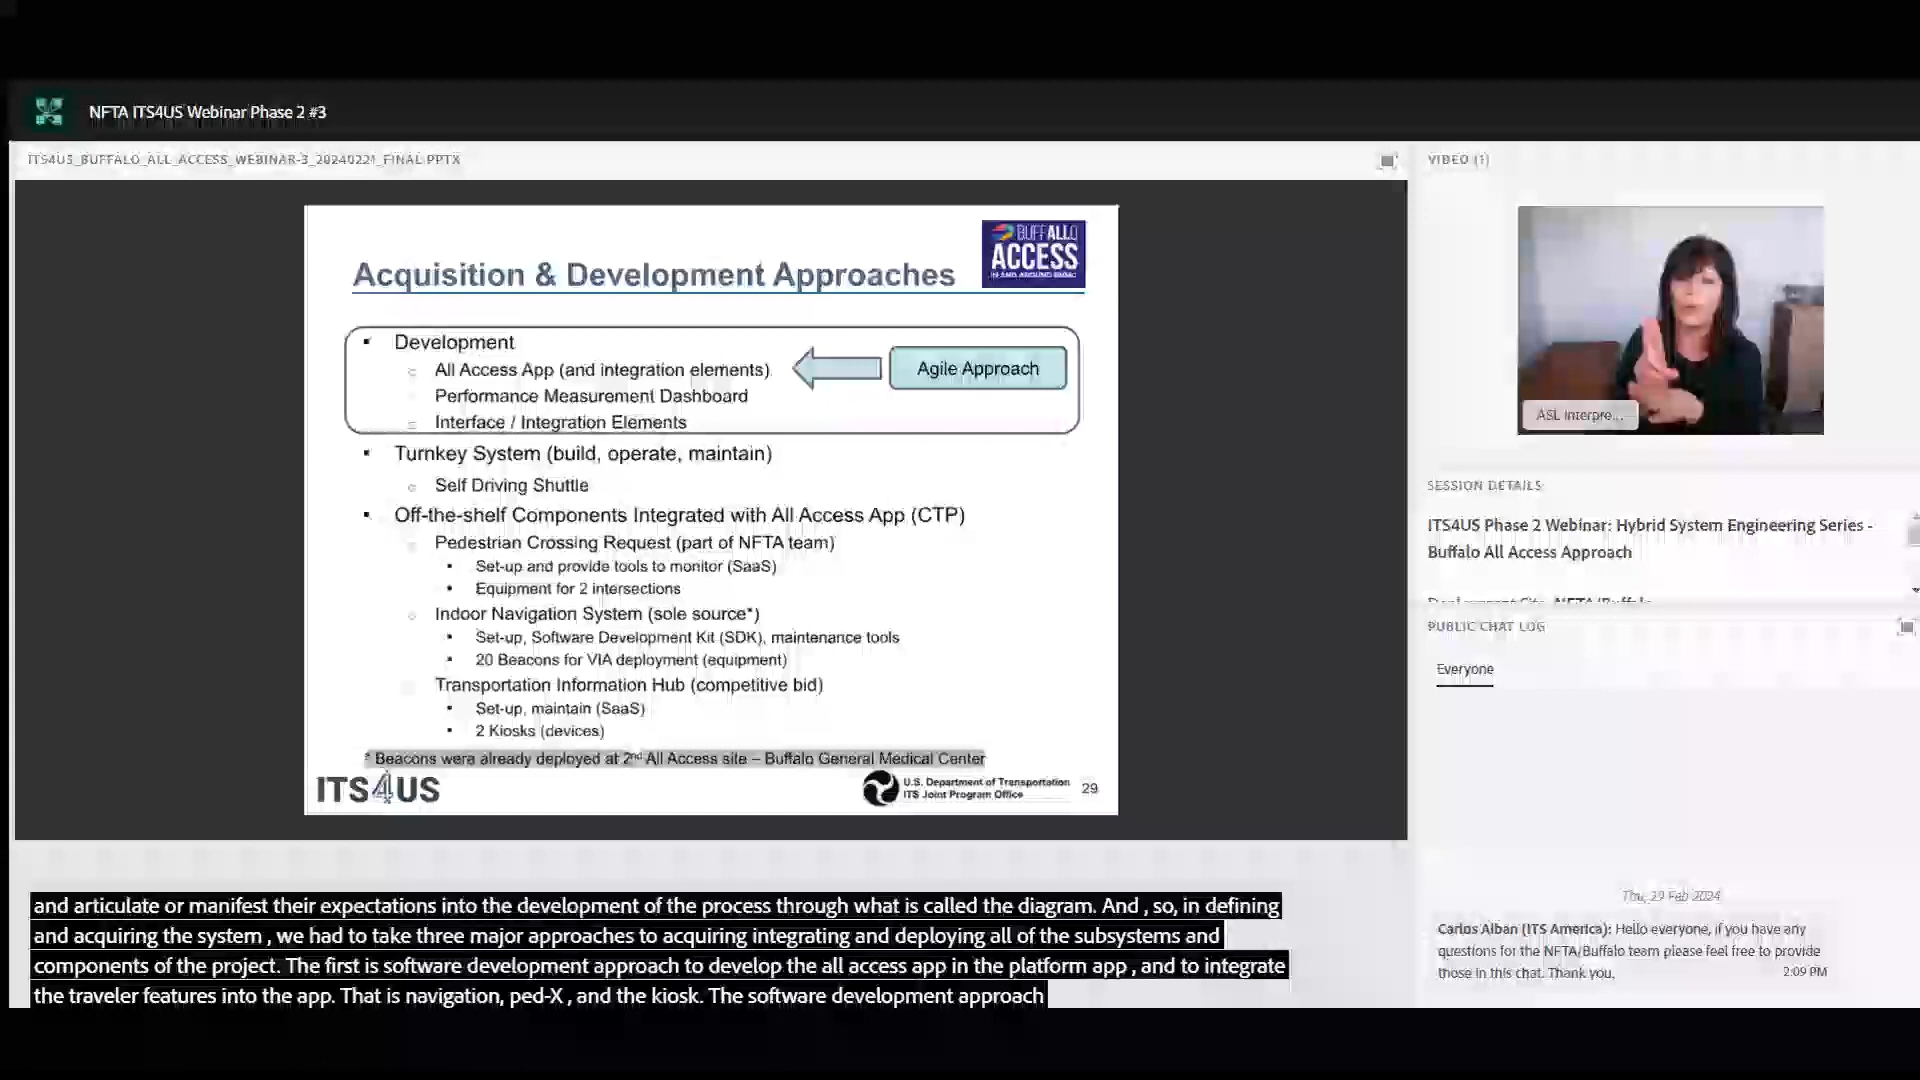 NFTA ITS4US Webinar Phase 2 #3
ITS4US_BUFFALO_ALL_ACCESS_WEBINAR-3_20240221_FINAL.PPTX
VIDEO (1)
BUFFALLO
ACCESS
IN AND AROUND BNMC
Acquisition & Development Approaches
Development
All Access App (and integration elements)
Agile Approach
Performance Measurement Dashboard
Interface / Integration Elements
Turnkey System (build, operate, maintain)
Self Driving Shuttle
Off-the-shelf Components Integrated with All Access App (CTP)
Pedestrian Crossing Request (part of NFTA team)
Set-up and provide tools to monitor (SaaS)
Equipment for 2 intersections
Indoor Navigation System (sole source*)
Set-up, Software Development Kit (SDK), maintenance tools
20 Beacons for VIA deployment (equipment)
Transportation Information Hub (competitive bid)
Set-up, maintain (SaaS)
2 Kiosks (devices)
* Beacons were already deployed at 2nd All Access site – Buffalo General Medical Center
ITS4US
U.S. Department of Transportation
ITS Joint Program Office
29
ASL Interpre...
SESSION DETAILS
ITS4US Phase 2 Webinar: Hybrid System Engineering Series -
Buffalo All Access Approach
PUBLIC CHAT LOG
Everyone
Thu, 29 Feb 2024
Carlos Alban (ITS America): Hello everyone, if you have any
questions for the NFTA/Buffalo team please feel free to provide
those in this chat. Thank you.
2:09 PM
and articulate or manifest their expectations into the development of the process through what is called the diagram. And , so, in defining
and acquiring the system , we had to take three major approaches to acquiring integrating and deploying all of the subsystems and
components of the project. The first is software development approach to develop the all access app in the platform app , and to integrate
the traveler features into the app. That is navigation, ped-X , and the kiosk. The software development approach